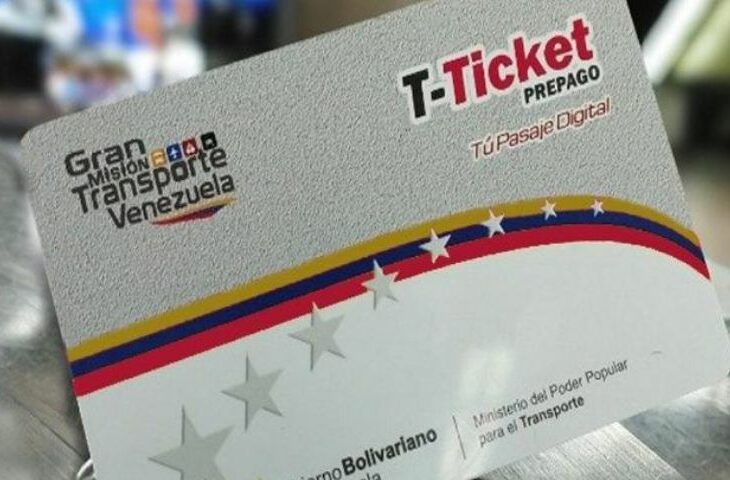 T-Ticket
PREPAGO
Tú Pasaje Digital
Gran
MISIÓN
Transporte
Venezuela
Bolivariano
Ministerio del Poder Popular
para el Transporte